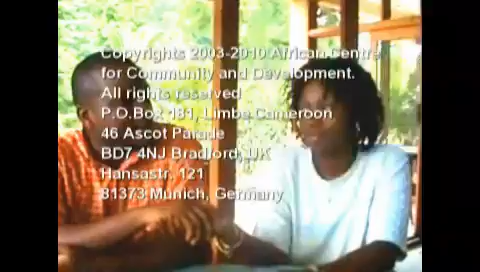 Copyrights 2003-2010 African Centre
for Community and Development.
All rights reserved
P.O.Box 181, Limbe Cameroon
46 Ascot Parade
BD7 4NJ Bradford, UK
Hansastr. 121
81373 Munich, Germany